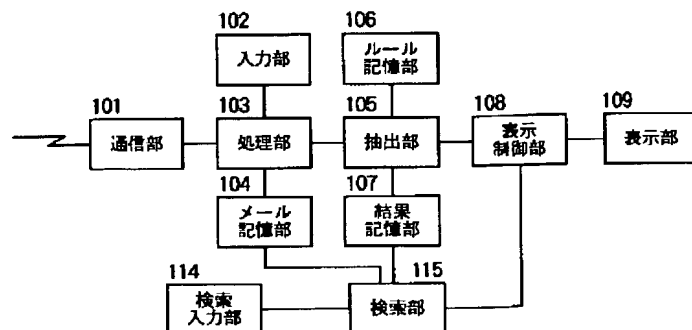 102
入力部
106
ルール
記憶部
101
通信部
103
処理部
105
抽出部
108
表示
制御部
109
表示部
104
メール
記憶部
107
結果
記憶部
114
検索
入力部
115
検索部